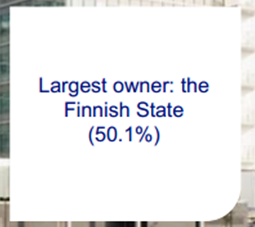 Largest owner: the
Finnish State
(50.1%)